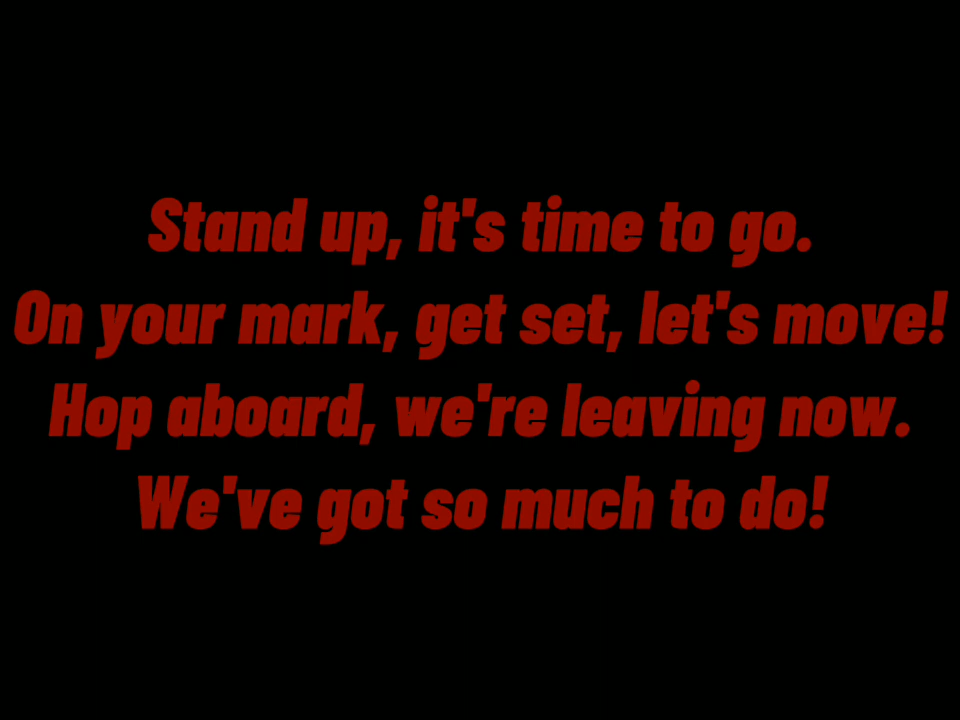 Stand up, it's time to go.
On your mark, get set, let's move!
Hop aboard, we're leaving now.
We've got so much to do!